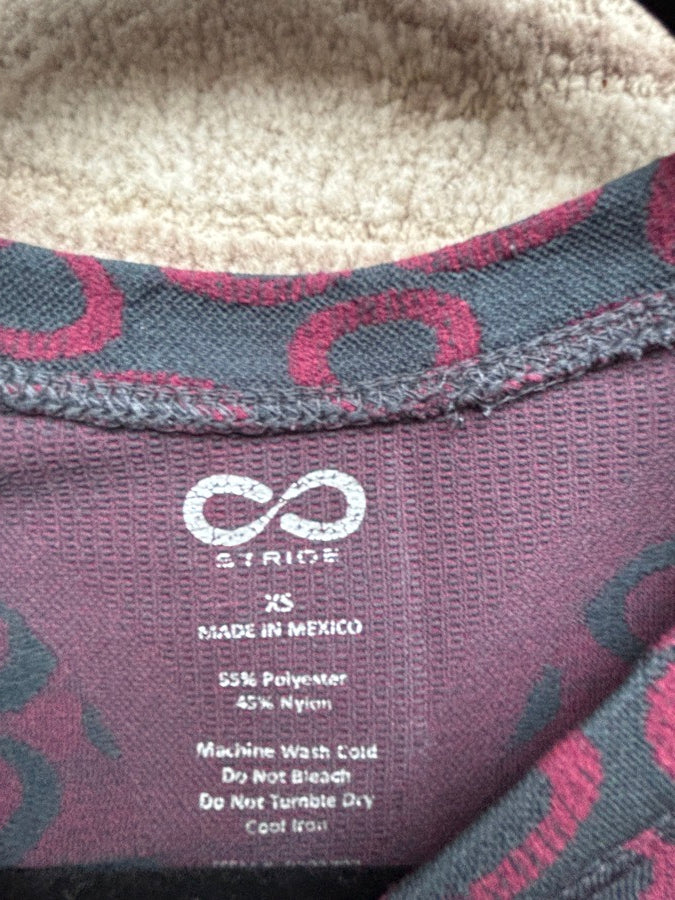 STRIDE
XS
MADE IN MEXICO
55% Polyester
45% Nylon
Machine Wash Cold
Do Not Bleach
Do Not Tumble Dry
Cool Iron